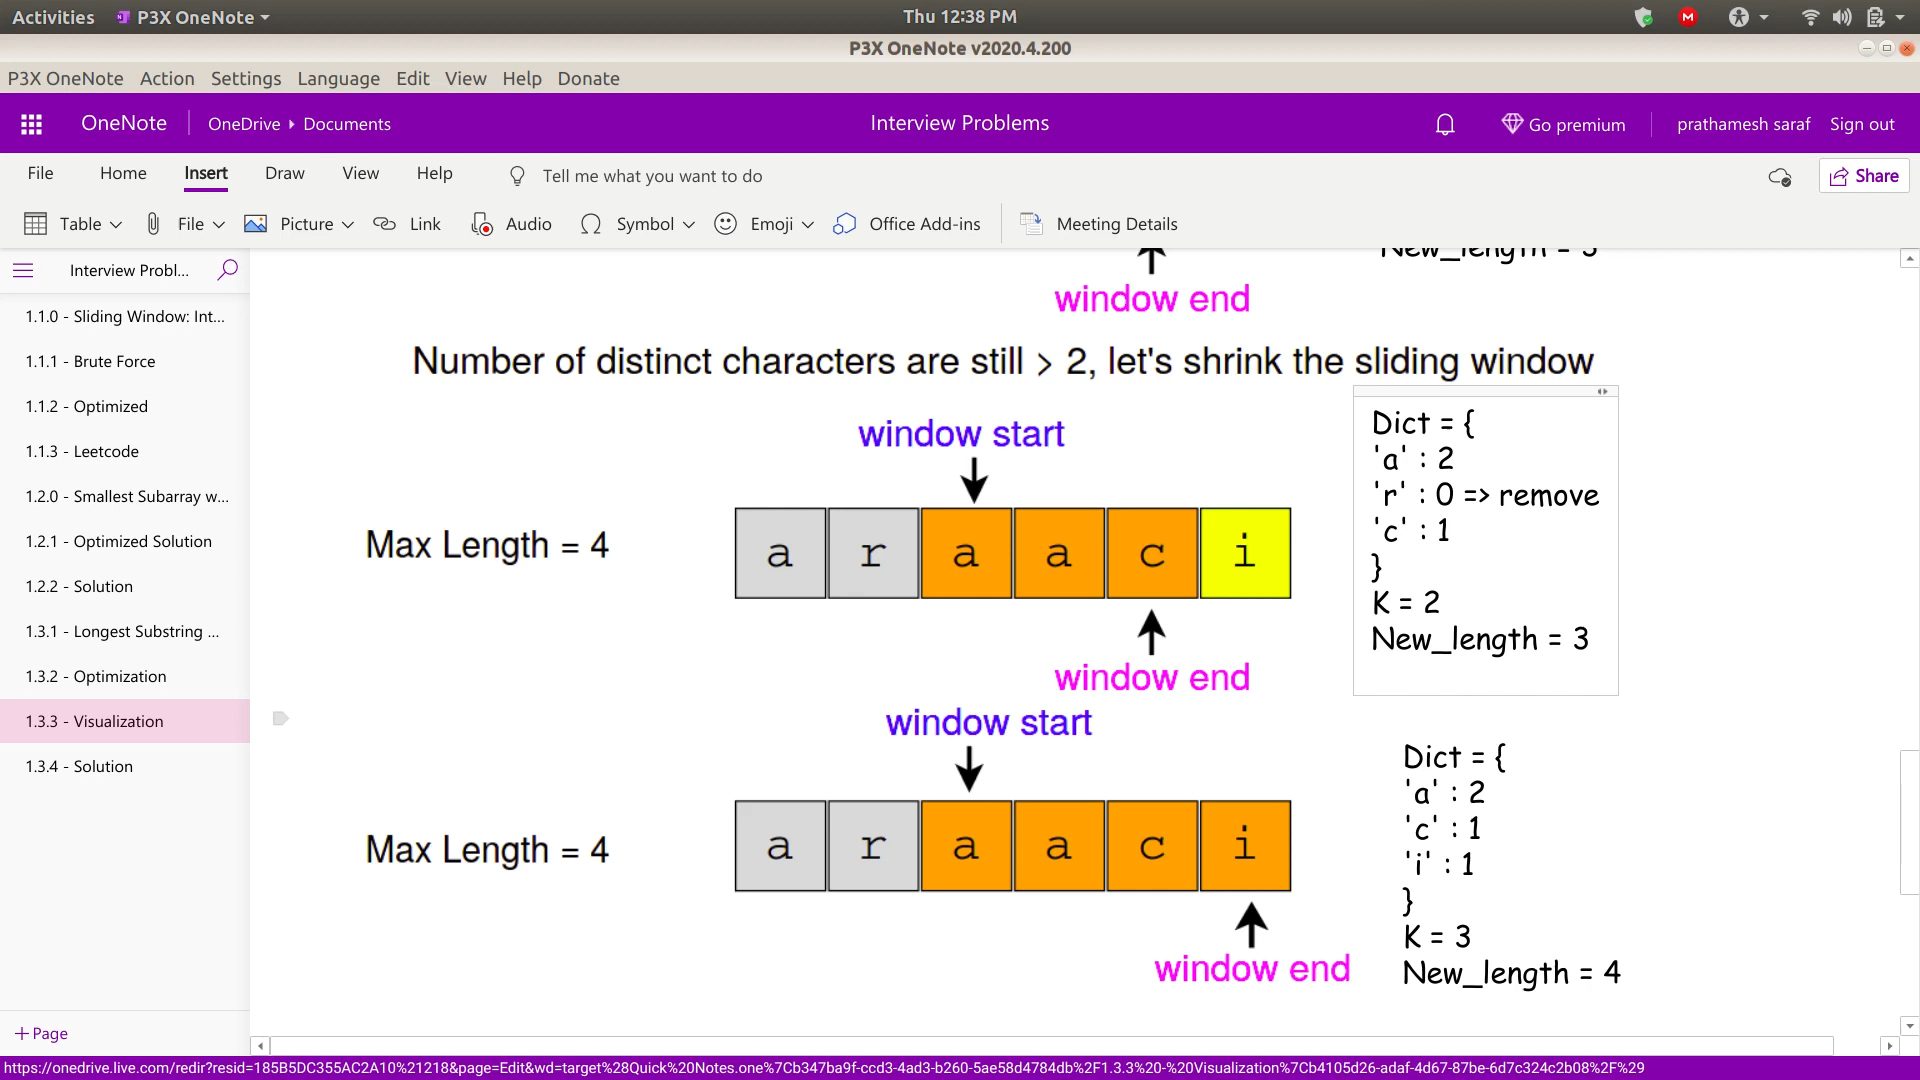 Activities P3X OneNote Thu 12:38 PM
P3X OneNote v2020.4.200
P3X OneNote Action Settings Language Edit View Help Donate
OneNote OneDrive Documents Interview Problems Go premium prathamesh saraf Sign out
File Home Insert Draw View Help Tell me what you want to do Share
Table File Picture Link Audio Symbol Emoji Office Add-ins Meeting Details
Interview Probl...
1.1.0 - Sliding Window: Int...
1.1.1 - Brute Force
1.1.2 - Optimized
1.1.3 - Leetcode
1.2.0 - Smallest Subarray w...
1.2.1 - Optimized Solution
1.2.2 - Solution
1.3.1 - Longest Substring ...
1.3.2 - Optimization
1.3.3 - Visualization
1.3.4 - Solution
+ Page
New_length = 3
window end
Number of distinct characters are still > 2, let's shrink the sliding window
window start
Max Length = 4
a r a a c i
window end
Dict = {
'a' : 2
'r' : 0 => remove
'c' : 1
}
K = 2
New_length = 3
window start
Max Length = 4
a r a a c i
window end
Dict = {
'a' : 2
'c' : 1
'i' : 1
}
K = 3
New_length = 4
https://onedrive.live.com/redir?resid=185B5DC355AC2A10%21218&page=Edit&wd=target%28Quick%20Notes.one%7Cb347ba9f-ccd3-4ad3-b260-5ae58d4784db%2F1.3.3%20-%20Visualization%7Cb4105d26-adaf-4d67-87be-6d7c324c2b08%2F%29